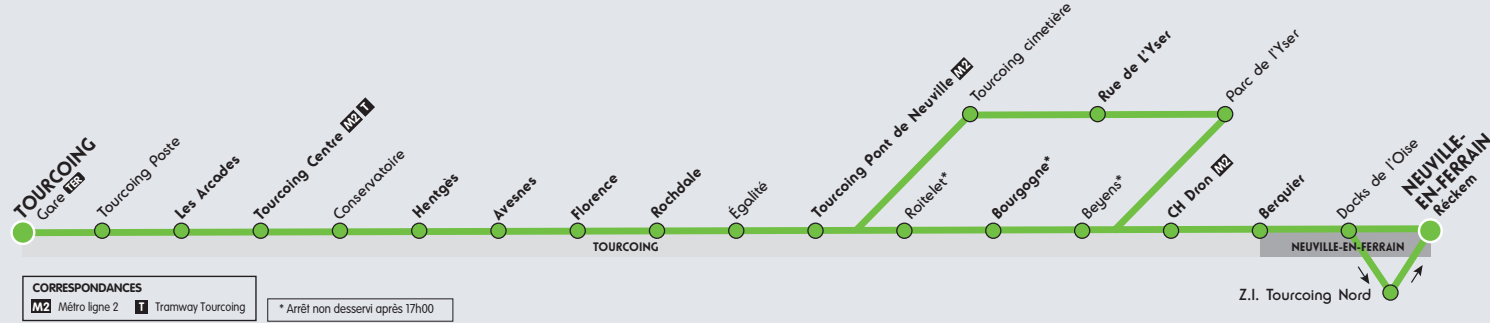 TOURCOING
Gare TER
Tourcoing Poste
Les Arcades
Tourcoing Centre M2 T
Conservatoire
Hentgès
Avesnes
Florence
Rochdale
Égalité
Tourcoing Pont de Neuville M2
Tourcoing cimetière
Rue de L'Yser
Parc de l'Yser
Roitelet*
Bourgogne*
Beyens*
CH Dron M2
Berquier
Docks de l'Oise
NEUVILLE-
EN-FERRAIN
Réckem
TOURCOING
NEUVILLE-EN-FERRAIN
Z.I. Tourcoing Nord
CORRESPONDANCES
M2 Métro ligne 2 T Tramway Tourcoing
* Arrêt non desservi après 17h00